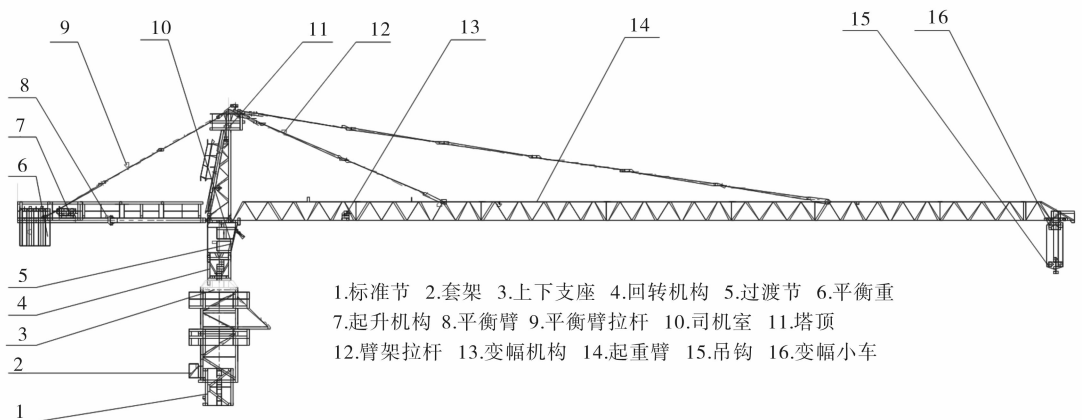 9 10 11 12 13 14 15 16
8
7
6
5
4
3
2
1
1.标准节 2.套架 3.上下支座 4.回转机构 5.过渡节 6.平衡重
7.起升机构 8.平衡臂 9.平衡臂拉杆 10.司机室 11.塔顶
12.臂架拉杆 13.变幅机构 14.起重臂 15.吊钩 16.变幅小车